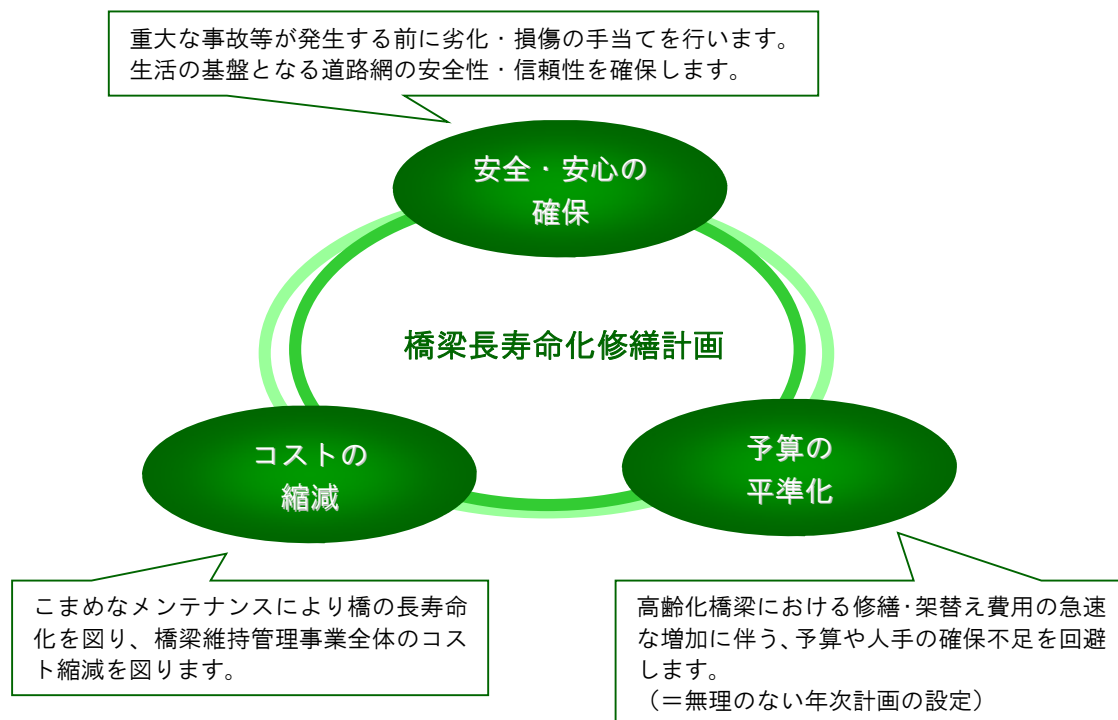 重大な事故等が発生する前に劣化・損傷の手当てを行います。
生活の基盤となる道路網の安全性・信頼性を確保します。
安全・安心の
確保
橋梁長寿命化修繕計画
コストの
縮減
予算の
平準化
こまめなメンテナンスにより橋の長寿命
化を図り、橋梁維持管理事業全体のコス
ト縮減を図ります。
高齢化橋梁における修繕・架替え費用の急速
な増加に伴う、予算や人手の確保不足を回避
します。
（＝無理のない年次計画の設定）